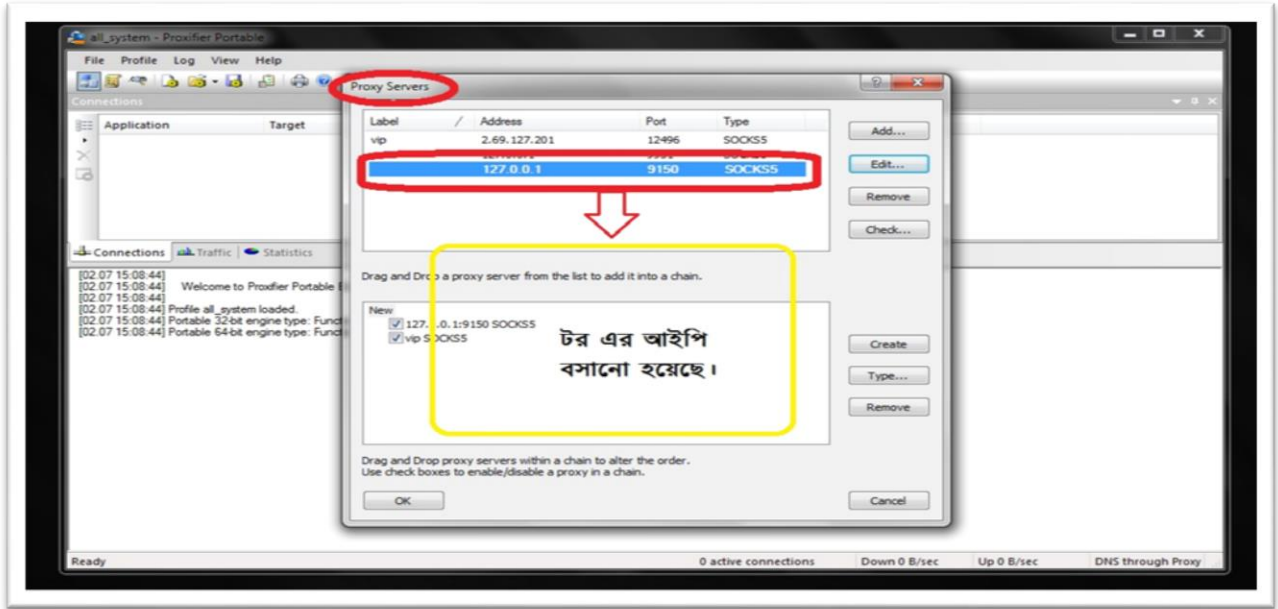 all_system - Proxifier Portable
File Profile Log View Help
Connections
Application Target
Proxy Servers
Label / Address Port Type
vip 2.69.127.201 12496 SOCKS5
127.0.0.1 9150 SOCKS5
Add...
Edit...
Remove
Check...
Connections Traffic Statistics
[02.07 15:08:44]
[02.07 15:08:44] Welcome to Proxifier Portable
[02.07 15:08:44]
[02.07 15:08:44] Profile all_system loaded.
[02.07 15:08:44] Portable 32-bit engine type:
[02.07 15:08:44] Portable 64-bit engine type:
Drag and Drop a proxy server from the list to add it into a chain.
New
127. .0.1:9150 SOCKS5
vip SOCKS5
টর এর আইপি
বসানো হয়েছে।
Create
Type...
Remove
Drag and Drop proxy servers within a chain to alter the order.
Use check boxes to enable/disable a proxy in a chain.
OK
Cancel
Ready 0 active connections Down 0 B/sec Up 0 B/sec DNS through Proxy